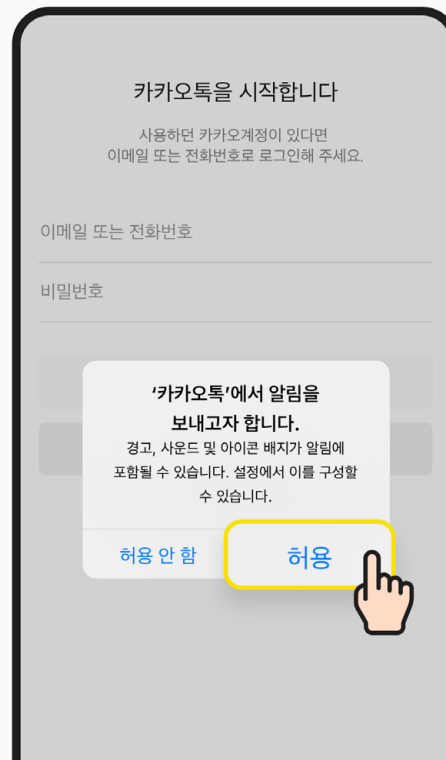 카카오톡을 시작합니다
사용하던 카카오계정이 있다면
이메일 또는 전화번호로 로그인해 주세요.
이메일 또는 전화번호
비밀번호
‘카카오톡’에서 알림을
보내고자 합니다.
경고, 사운드 및 아이콘 배지가 알림에
포함될 수 있습니다. 설정에서 이를 구성할
수 있습니다.
허용 안 함
허용